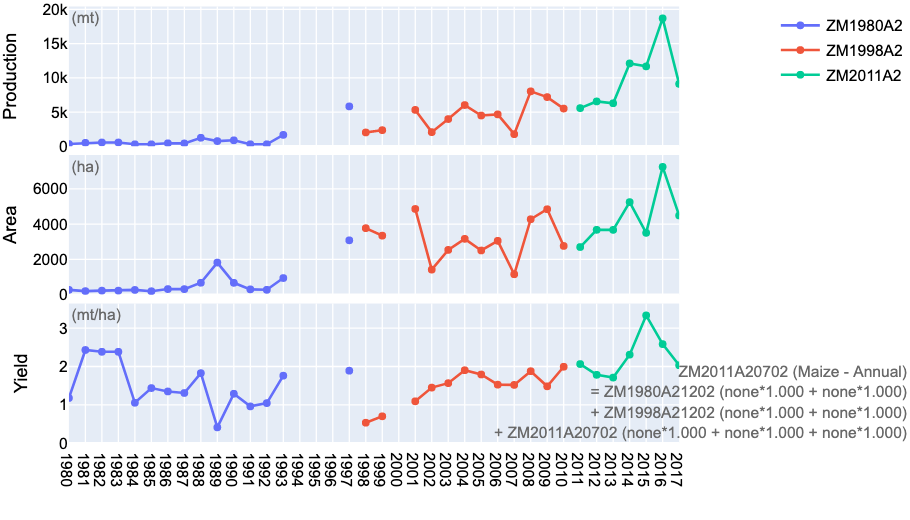 20k
(mt)
15k
10k
5k
0
Production
ZM1980A2
ZM1998A2
ZM2011A2
(ha)
6000
4000
2000
0
Area
(mt/ha)
3
2
1
0
Yield
ZM2011A20702 (Maize - Annual)
= ZM1980A21202 (none*1.000 + none*1.000)
+ ZM1998A21202 (none*1.000 + none*1.000)
+ ZM2011A20702 (none*1.000 + none*1.000 + none*1.000)
1980
1981
1982
1983
1984
1985
1986
1987
1988
1989
1990
1991
1992
1993
1994
1995
1996
1997
1998
1999
2000
2001
2002
2003
2004
2005
2006
2007
2008
2009
2010
2011
2012
2013
2014
2015
2016
2017